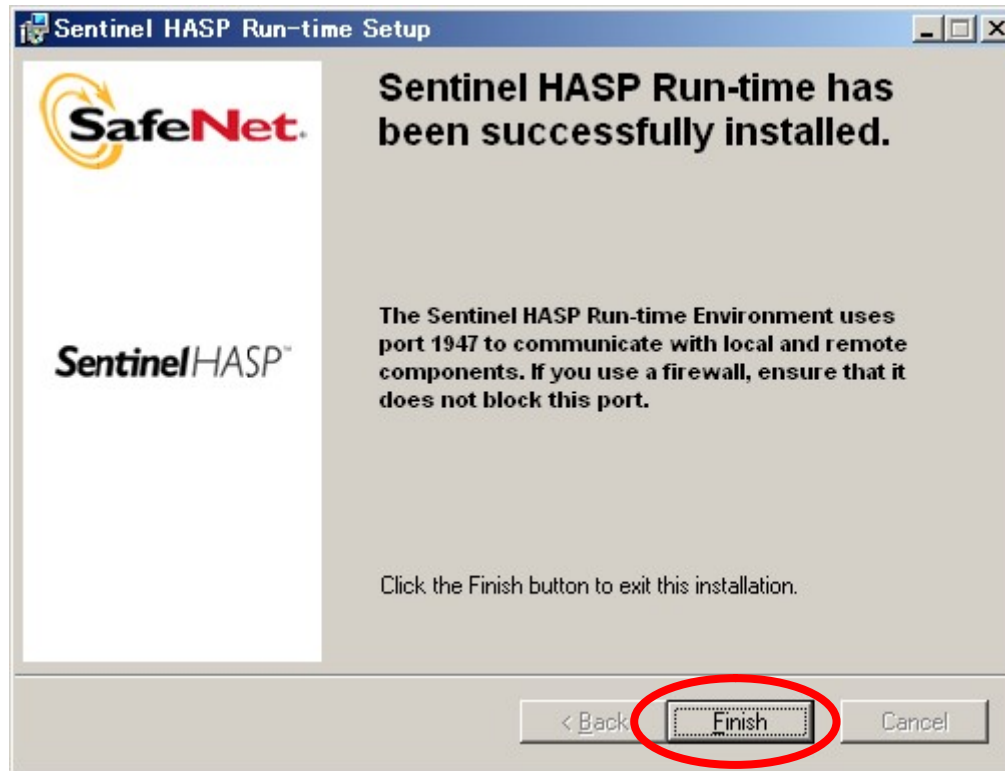 Sentinel HASP Run-time Setup
SafeNet.
Sentinel HASP Run-time has
been successfully installed.
The Sentinel HASP Run-time Environment uses
port 1947 to communicate with local and remote
components. If you use a firewall, ensure that it
does not block this port.
SentinelHASP™
Click the Finish button to exit this installation.
< Back
Finish
Cancel